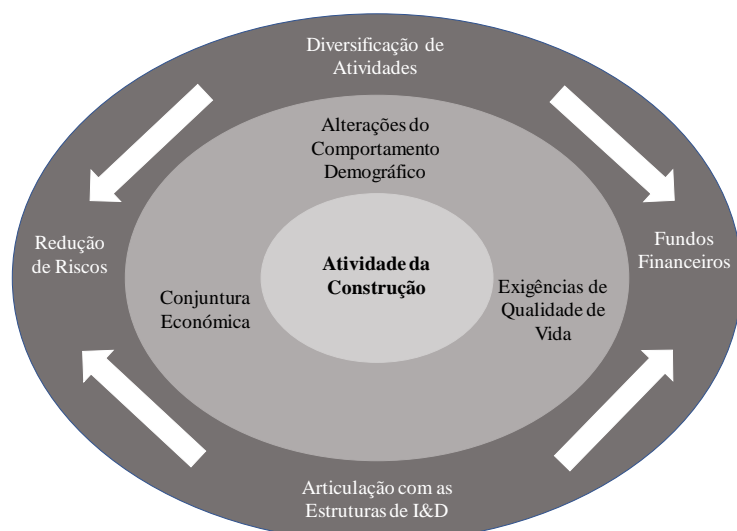 Diversificação de
Atividades
Alterações do
Comportamento
Demográfico
Redução
de Riscos
Atividade da
Construção
Fundos
Financeiros
Conjuntura
Económica
Exigências de
Qualidade de
Vida
Articulação com as
Estruturas de I&D